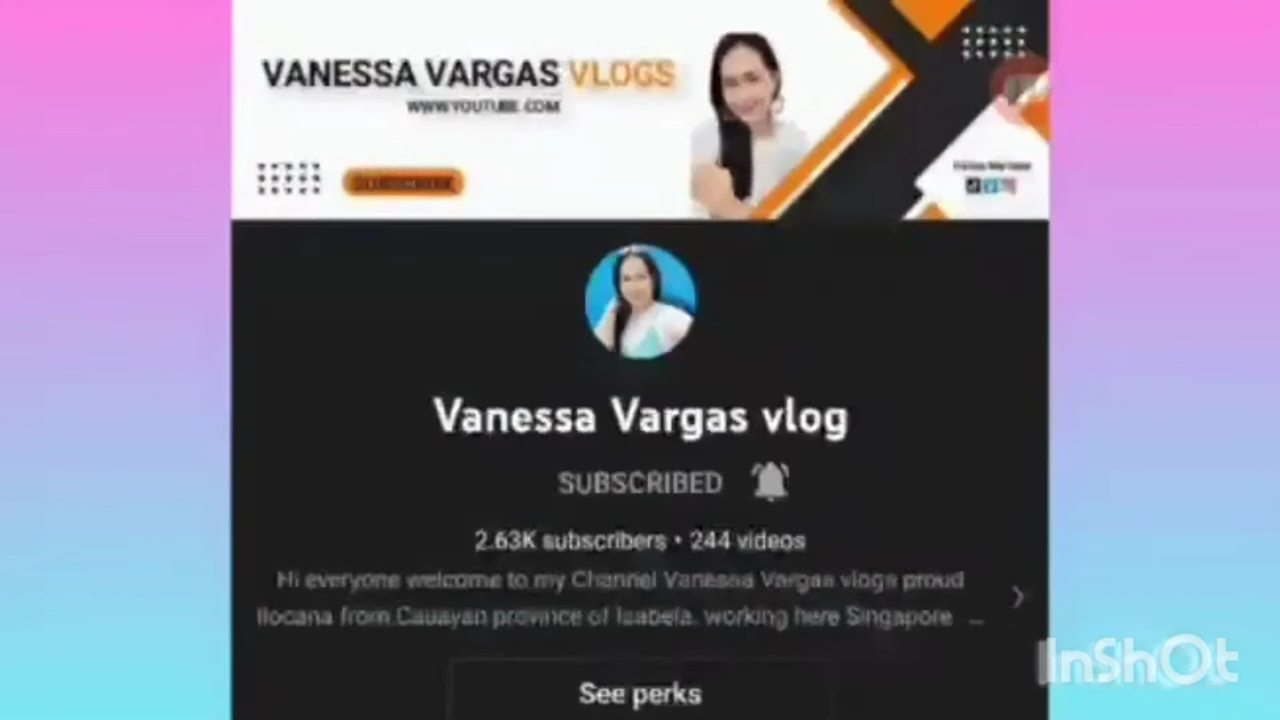 VANESSA VARGAS VLOGS
WWW.YOUTUBE.COM
SUBSCRIBE
Vanessa Vargas vlog
SUBSCRIBED
2.63K subscribers • 244 videos
Hi everyone welcome to my Channel Vanessa Vargas vlogs proud
Ilocana from Cauayan province of Isabela. working here Singapore ...
See perks
InShOt